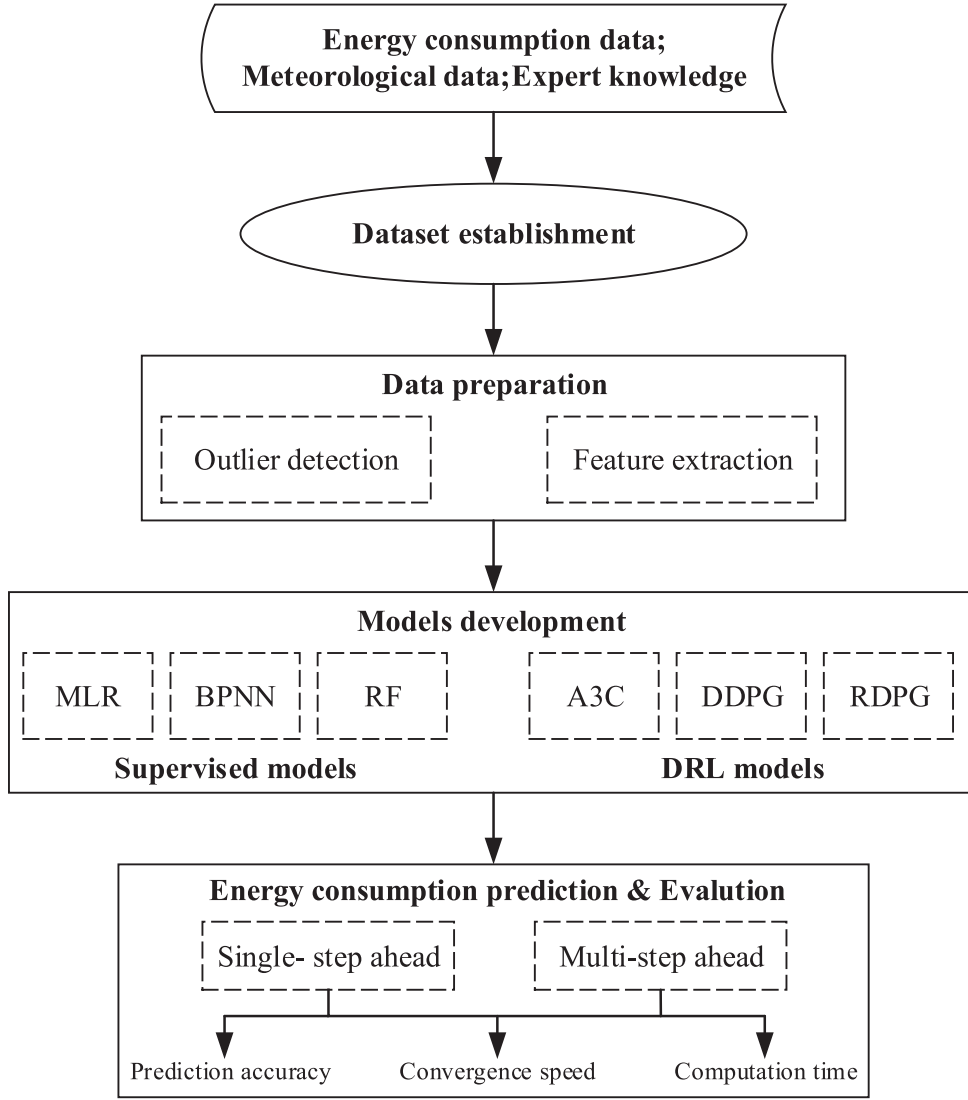 Energy consumption data;
Meteorological data;Expert knowledge
Dataset establishment
Data preparation
Outlier detection
Feature extraction
Models development
MLR
BPNN
RF
A3C
DDPG
RDPG
Supervised models
DRL models
Energy consumption prediction & Evalution
Single- step ahead
Multi-step ahead
Prediction accuracy
Convergence speed
Computation time